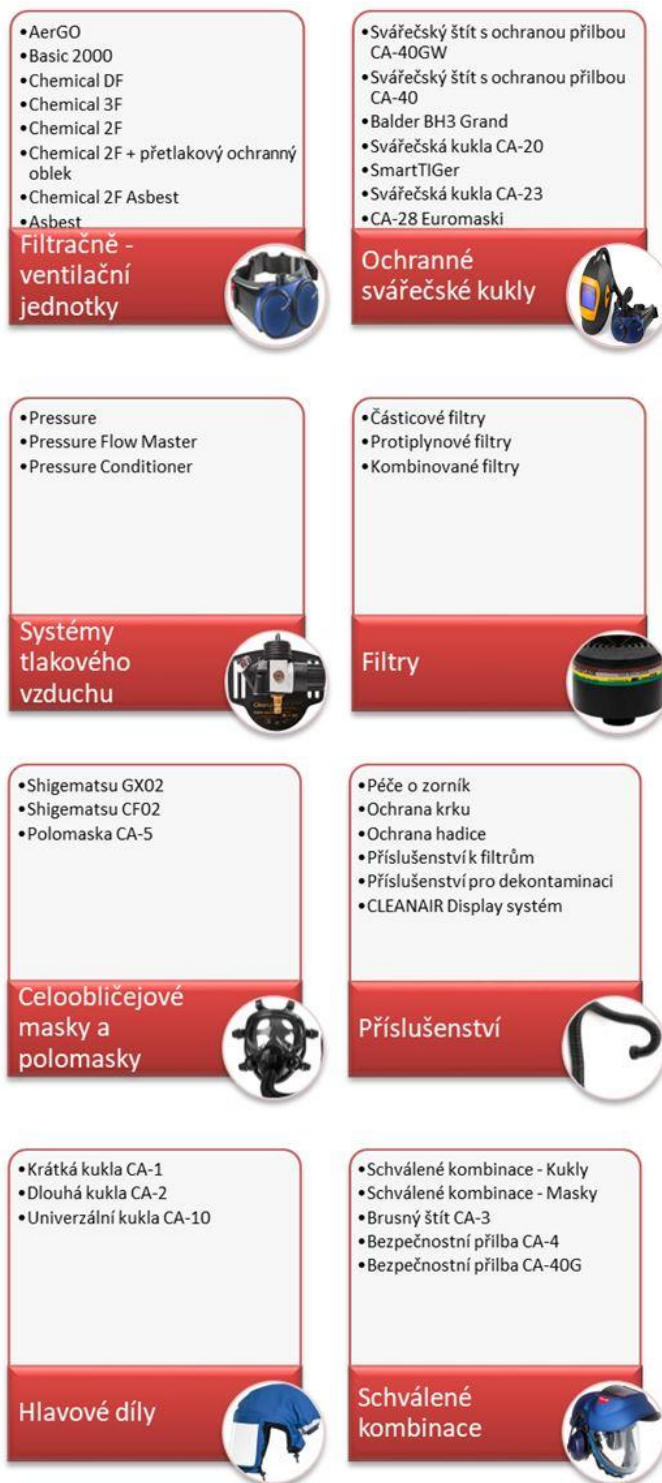 •AerGO
•Basic 2000
•Chemical DF
•Chemical 3F
•Chemical 2F
•Chemical 2F + přetlakový ochranný
oblek
•Chemical 2F Asbest
•Asbest
Filtračně -
ventilační
jednotky
•Svářečský štít s ochranou přilbou
CA-40GW
•Svářečský štít s ochranou přilbou
CA-40
•Balder BH3 Grand
•Svářečská kukla CA-20
•SmartTIGer
•Svářečská kukla CA-23
•CA-28 Euromaski
Ochranné
svářečské kukly
•Pressure
•Pressure Flow Master
•Pressure Conditioner
Systémy
tlakového
vzduchu
•Částicové filtry
•Protiplynové filtry
•Kombinované filtry
Filtry
•Shigematsu GX02
•Shigematsu CF02
•Polomaska CA-5
Celoobličejové
masky a
polomasky
•Péče o zorník
•Ochrana krku
•Ochrana hadice
•Příslušenství k filtrům
•Příslušenství pro dekontaminaci
•CLEANAIR Display systém
Příslušenství
•Krátká kukla CA-1
•Dlouhá kukla CA-2
•Univerzální kukla CA-10
Hlavové díly
•Schválené kombinace - Kukly
•Schválené kombinace - Masky
•Brusný štít CA-3
•Bezpečnostní přilba CA-4
•Bezpečnostní přilba CA-40G
Schválené
kombinace